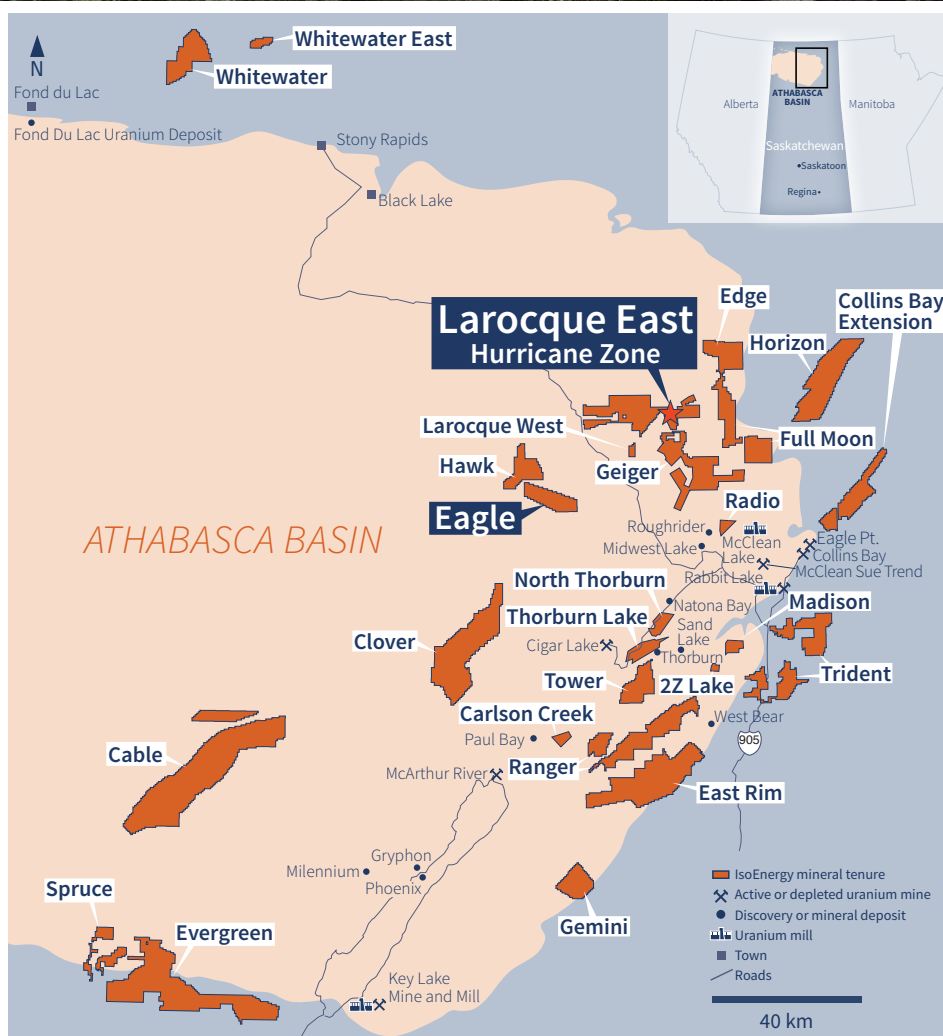 Whitewater East
Whitewater
N
Fond du Lac
Fond Du Lac Uranium Deposit
Stony Rapids
Black Lake
Alberta
ATHABASCA
BASIN
Manitoba
Saskatchewan
Saskatoon
Regina
Larocque East
Hurricane Zone
Edge
Collins Bay
Extension
Horizon
Larocque West
Full Moon
Hawk
Geiger
Eagle
Radio
ATHABASCA BASIN
Roughrider
Midwest Lake
McClean
Lake
Eagle Pt.
Collins Bay
McClean Sue Trend
Rabbit Lake
North Thorburn
Natona Bay
Madison
Thorburn Lake
Sand
Lake
Clover
Cigar Lake
Thorburn
Tower
2Z Lake
Trident
Carlson Creek
West Bear
Paul Bay
905
Cable
Ranger
McArthur River
East Rim
Gryphon
Milennium
Phoenix
Spruce
Evergreen
Gemini
Key Lake
Mine and Mill
IsoEnergy mineral tenure
Active or depleted uranium mine
Discovery or mineral deposit
Uranium mill
Town
Roads
40 km